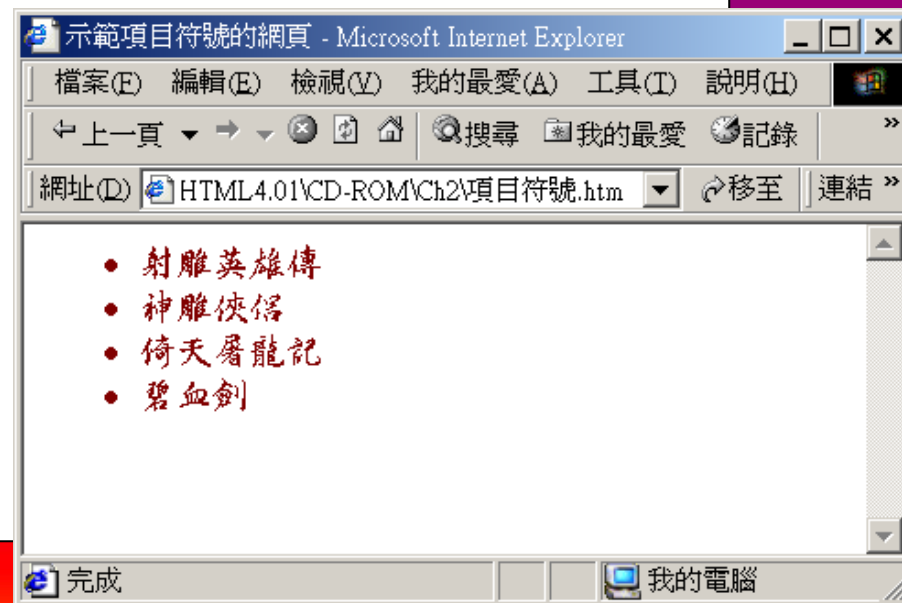 示範項目符號的網頁 - Microsoft Internet Explorer
檔案(F) 編輯(E) 檢視(V) 我的最愛(A) 工具(T) 說明(H)
上一頁 搜尋 我的最愛 記錄 »
網址(D) HTML4.01\CD-ROM\Ch2\項目符號.htm 移至 連結 »
• 射雕英雄傳
• 神雕俠侶
• 倚天屠龍記
• 碧血劍
完成 我的電腦